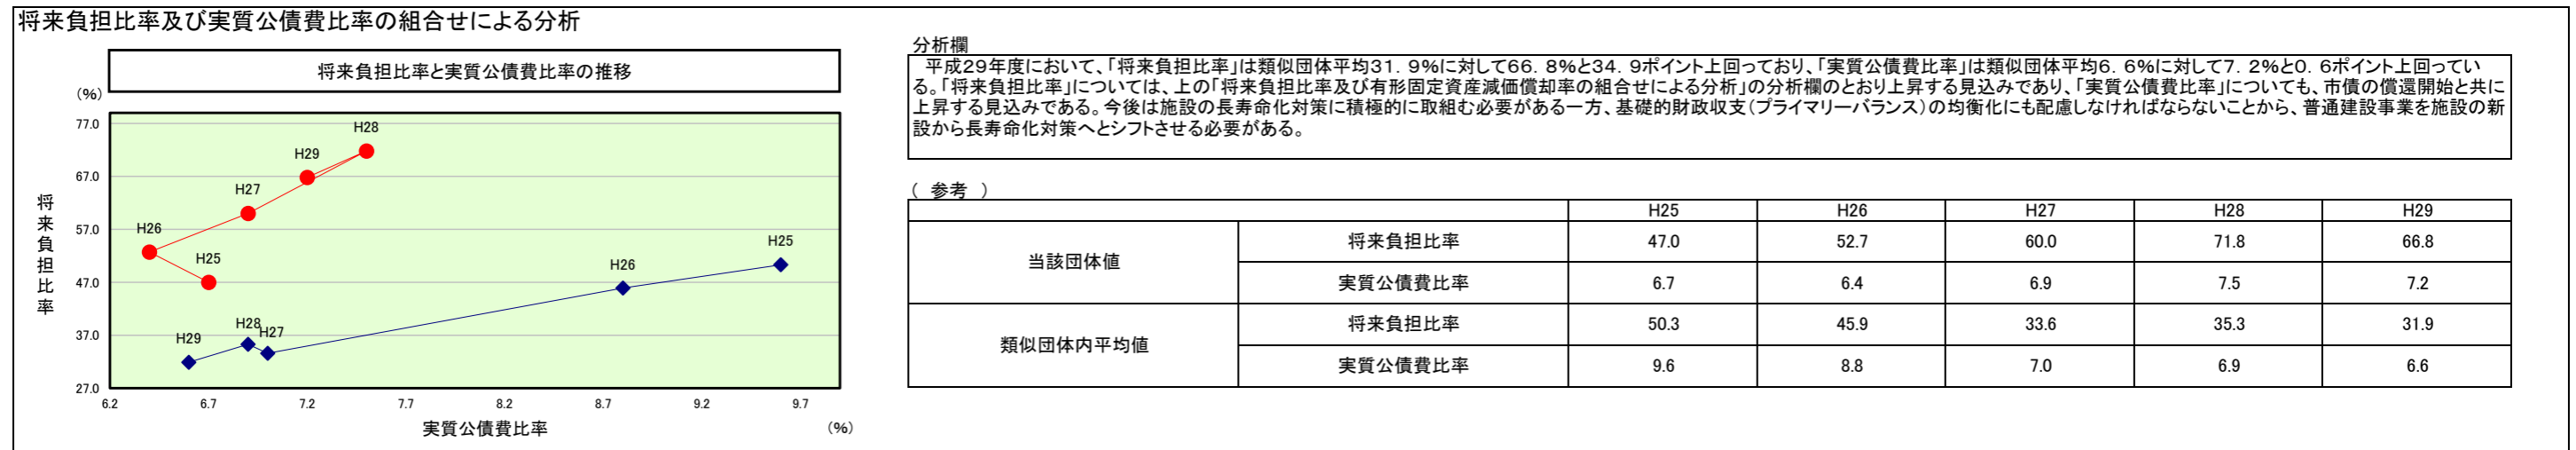 将来負担比率及び実質公債費比率の組合せによる分析
将来負担比率と実質公債費比率の推移
(%)
77.0
67.0
57.0
47.0
37.0
27.0
将来負担比率
H28
H29
H27
H26
H25
H25
H26
H28
H27
H29
6.2 6.7 7.2 7.7 8.2 8.7 9.2 9.7
実質公債費比率
(%)
分析欄
平成29年度において、「将来負担比率」は類似団体平均31．9%に対して66．8%と34．9ポイント上回っており、「実質公債費比率」は類似団体平均6．6%に対して7．2%と0．6ポイント上回ってい
る。「将来負担比率」については、上の「将来負担比率及び有形固定資産減価償却率の組合せによる分析」の分析欄のとおり上昇する見込みであり、「実質公債費比率」についても、市債の償還開始と共に
上昇する見込みである。今後は施設の長寿命化対策に積極的に取組む必要がある一方、基礎的財政収支（プライマリーバランス）の均衡化にも配慮しなければならないことから、普通建設事業を施設の新
設から長寿命化対策へとシフトさせる必要がある。
（ 参考 ）
H25 H26 H27 H28 H29
当該団体値 将来負担比率 47.0 52.7 60.0 71.8 66.8
実質公債費比率 6.7 6.4 6.9 7.5 7.2
類似団体内平均値 将来負担比率 50.3 45.9 33.6 35.3 31.9
実質公債費比率 9.6 8.8 7.0 6.9 6.6